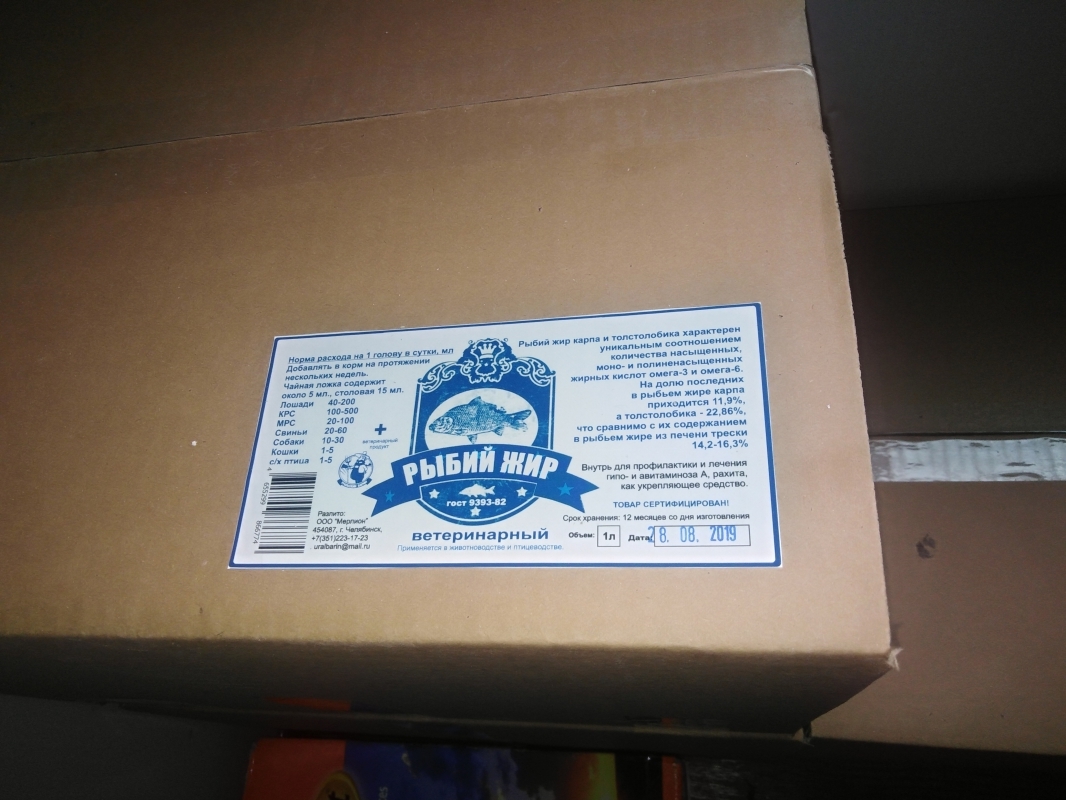 Норма расхода на 1 голову в сутки, мл
Добавлять в корм на протяжении
нескольких недель.
Чайная ложка содержит
около 5 мл., столовая 15 мл.
Лошади 40-200
КРС 100-500
МРС 20-100
Свиньи 20-60
Собаки 10-30
Кошки 1-5
с/х птица 1-5
+
ветеринарный
продукт
Разлито:
ООО "Мерлион"
454087, г. Челябинск,
+7(351)223-17-23
uralbarin@mail.ru
РЫБИЙ ЖИР
гост 9393-82
ветеринарный
Применяется в животноводстве и птицеводстве.
Рыбий жир карпа и толстолобика характерен
уникальным соотношением
количества насыщенных,
моно- и полиненасыщенных
жирных кислот омега-3 и омега-6.
На долю последних
в рыбьем жире карпа
приходится 11,9%,
а толстолобика - 22,86%,
что сравнимо с их содержанием
в рыбьем жире из печени трески
14,2-16,3%
Внутрь для профилактики и лечения
гипо- и авитаминоза А, рахита,
как укрепляющее средство.
ТОВАР СЕРТИФИЦИРОВАН!
Срок хранения: 12 месяцев со дня изготовления
Объем: 1л Дата 28. 08. 2019